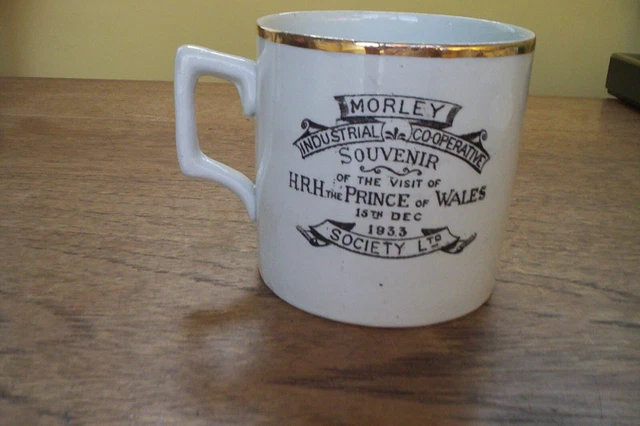 MORLEY
INDUSTRIAL CO-OPERATIVE
SOUVENIR
OF THE VISIT OF
H.R.H. THE PRINCE OF WALES
15TH DEC
1933
SOCIETY LTD